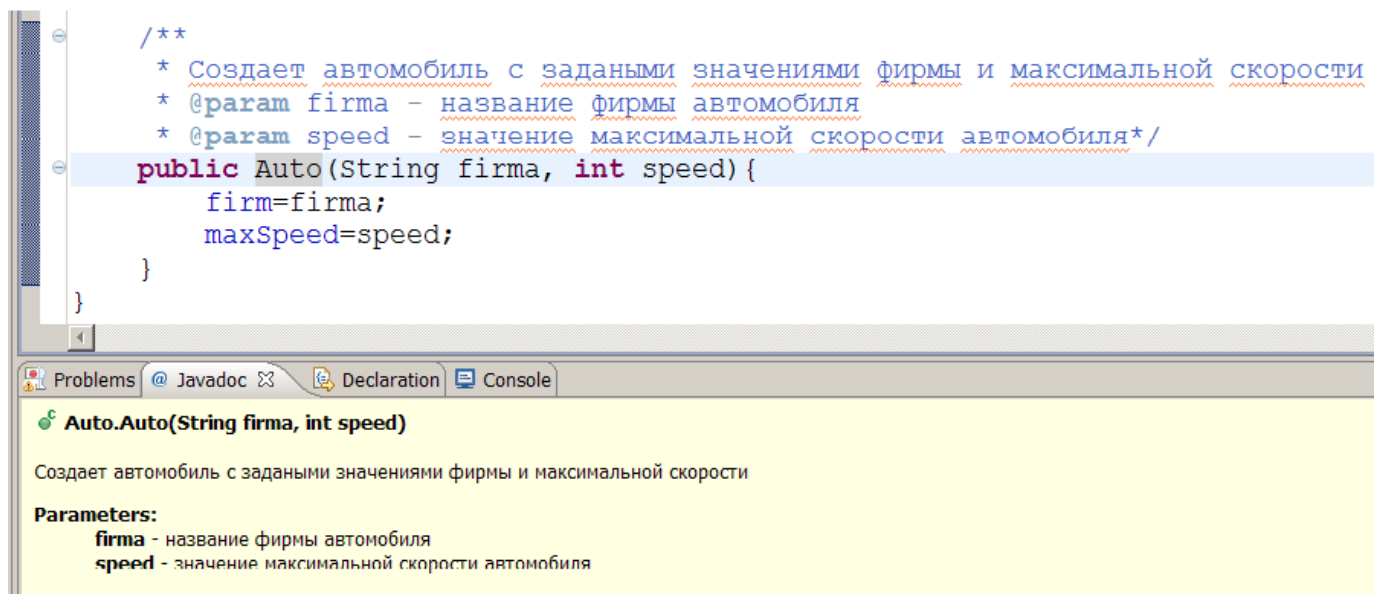 /**
* Создает автомобиль с задаными значениями фирмы и максимальной скорости
* @param firma - название фирмы автомобиля
* @param speed - значение максимальной скорости автомобиля*/
public Auto(String firma, int speed){
firm=firma;
maxSpeed=speed;
}
}
Problems @ Javadoc Declaration Console
Auto.Auto(String firma, int speed)
Создает автомобиль с задаными значениями фирмы и максимальной скорости
Parameters:
firma - название фирмы автомобиля
speed - значение максимальной скорости автомобиля